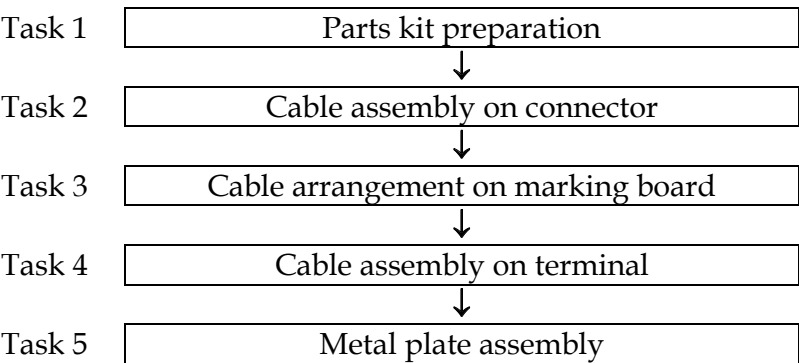 Task 1 Parts kit preparation
Task 2 Cable assembly on connector
Task 3 Cable arrangement on marking board
Task 4 Cable assembly on terminal
Task 5 Metal plate assembly